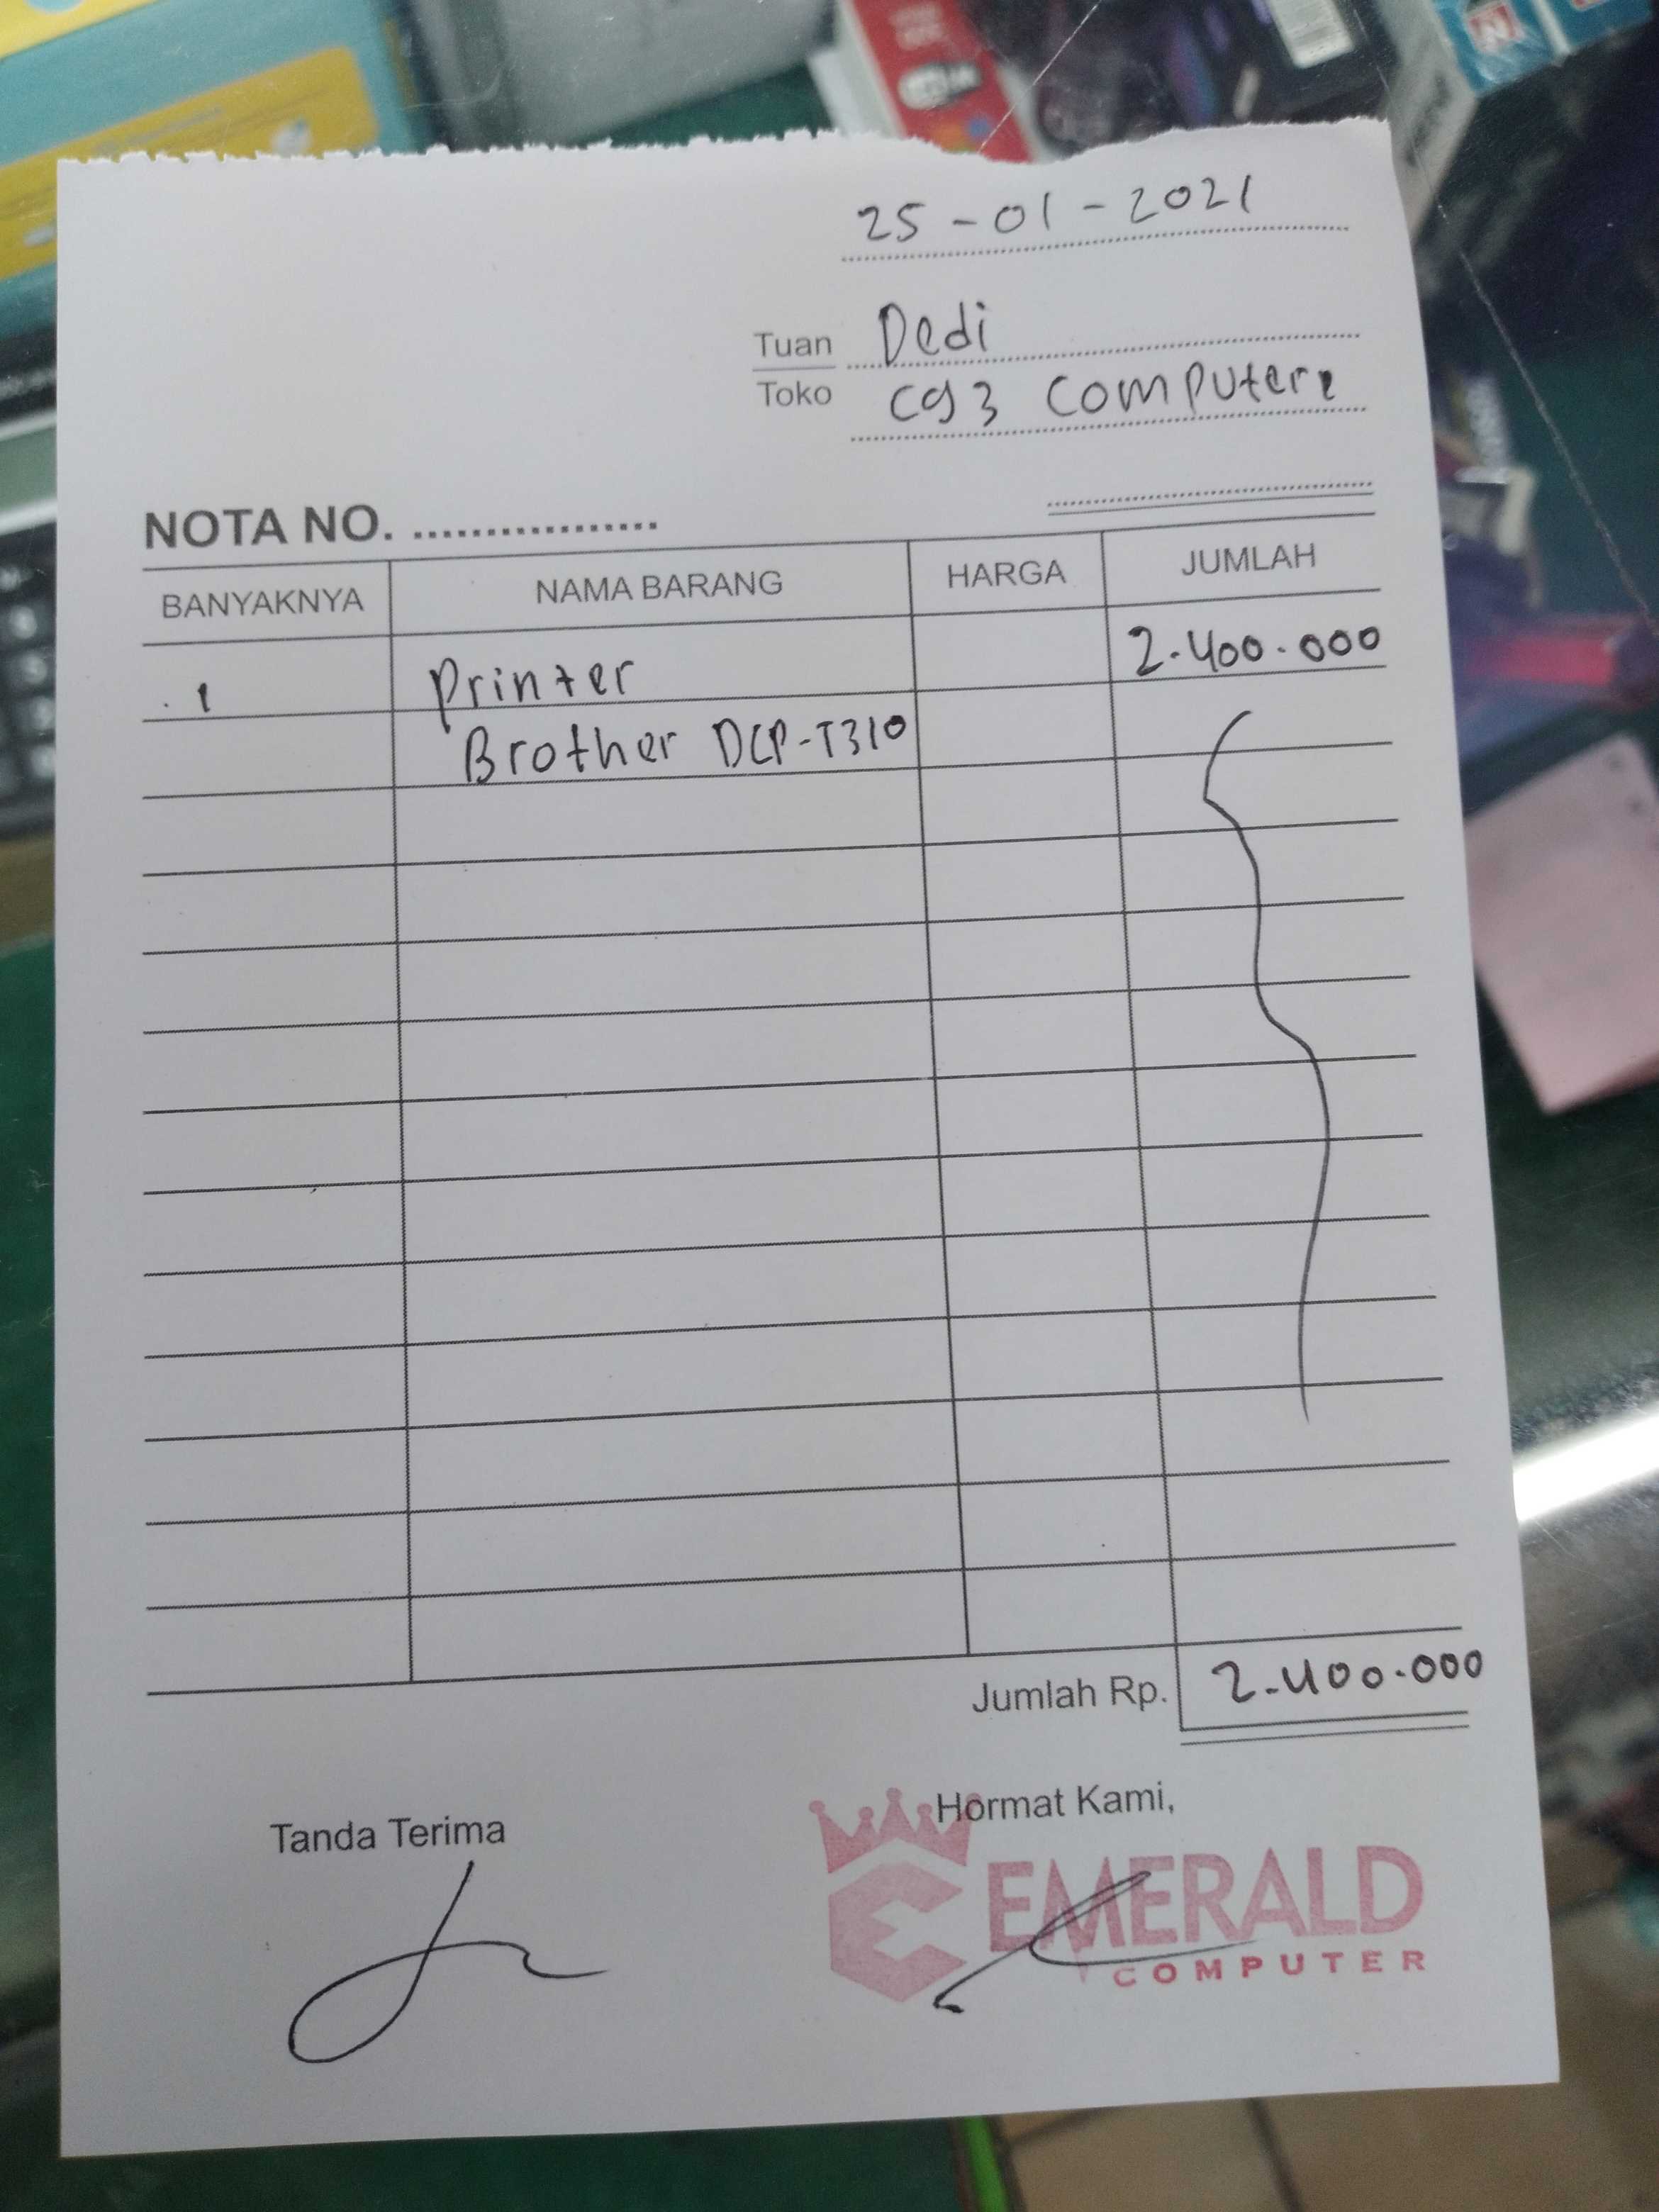 25-01-2021
Tuan Dedi
Toko cg3 computer
NOTA NO. .................
BANYAKNYA NAMA BARANG HARGA JUMLAH
1 Printer 2.400.000
Brother DCP-T310
Jumlah Rp. 2.400.000
Tanda Terima Hormat Kami,
EMERALD
COMPUTER